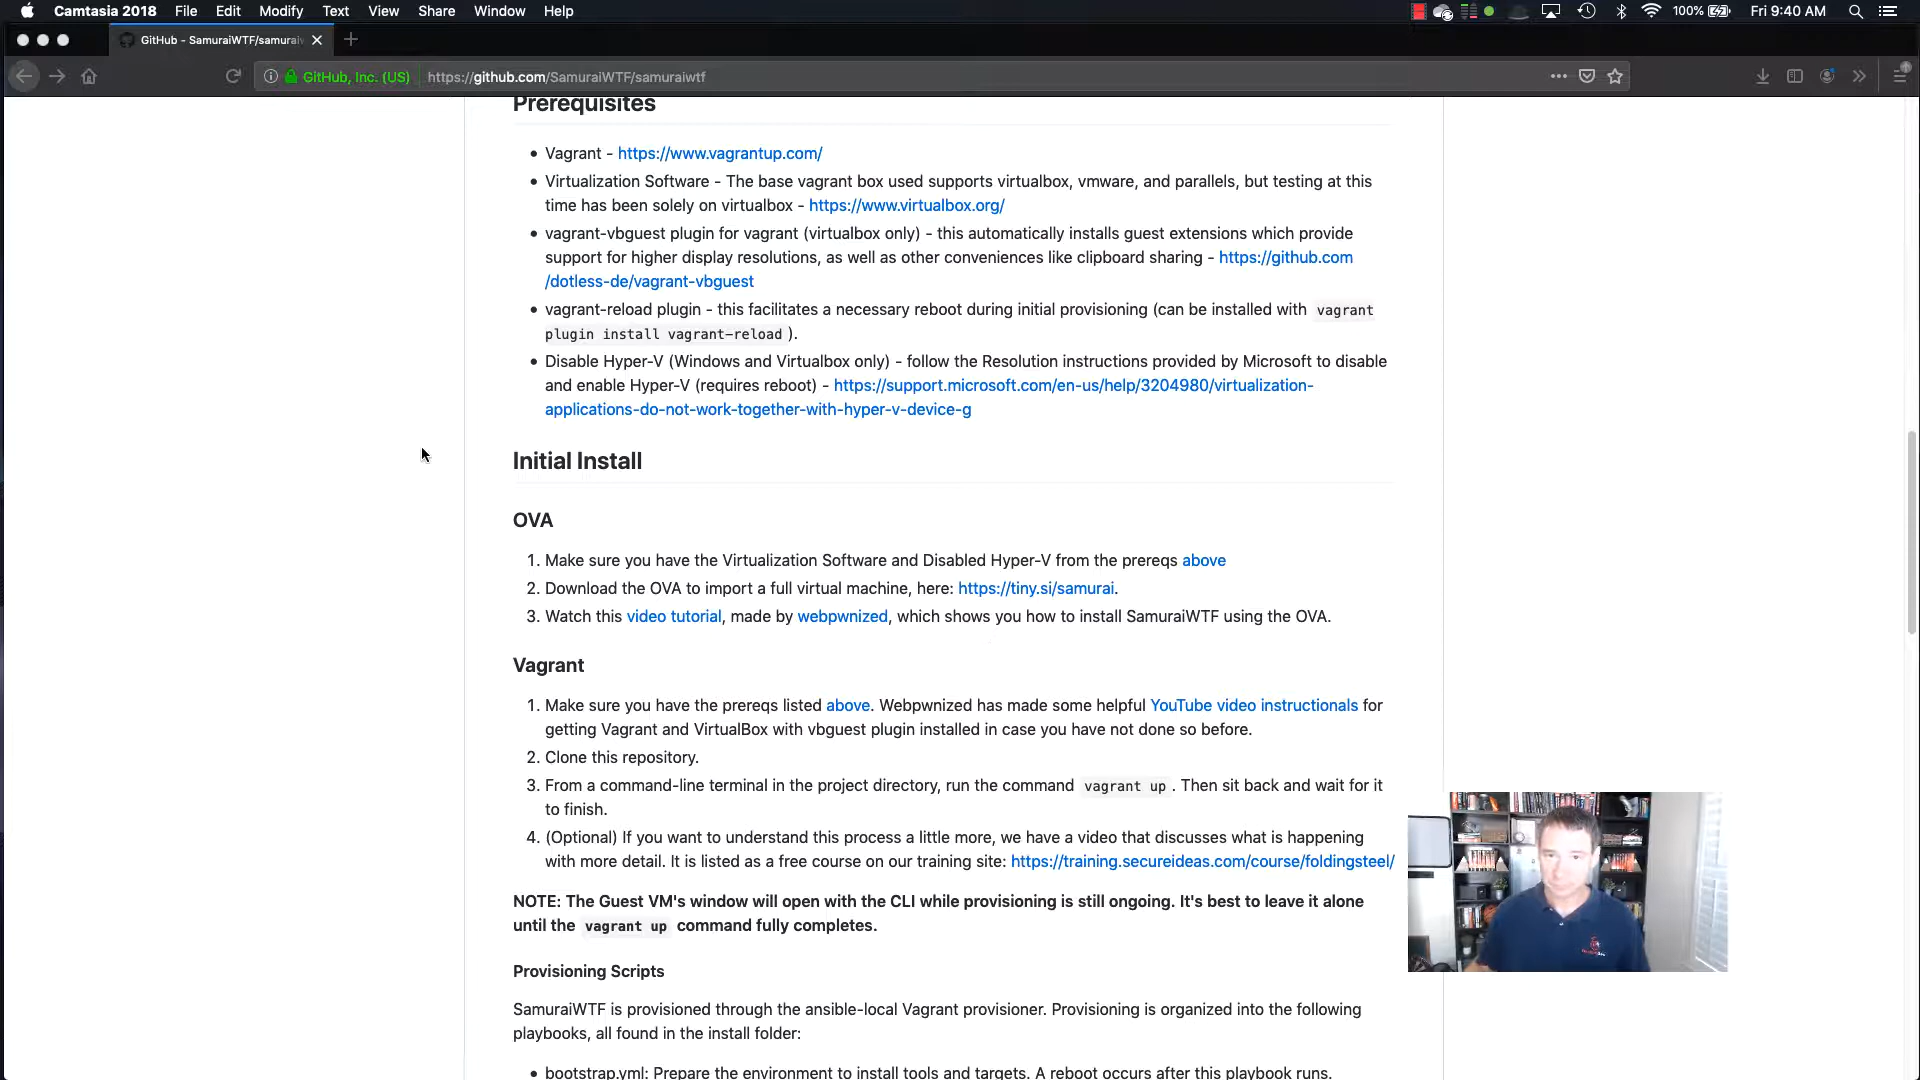 Camtasia 2018 File Edit Modify Text View Share Window Help 100% Fri 9:40 AM
GitHub - SamuraiWTF/samuraiw
GitHub, Inc. (US) https://github.com/SamuraiWTF/samuraiwtf
Prerequisites
• Vagrant - https://www.vagrantup.com/
• Virtualization Software - The base vagrant box used supports virtualbox, vmware, and parallels, but testing at this
time has been solely on virtualbox - https://www.virtualbox.org/
• vagrant-vbguest plugin for vagrant (virtualbox only) - this automatically installs guest extensions which provide
support for higher display resolutions, as well as other conveniences like clipboard sharing - https://github.com
/dotless-de/vagrant-vbguest
• vagrant-reload plugin - this facilitates a necessary reboot during initial provisioning (can be installed with vagrant
plugin install vagrant-reload ).
• Disable Hyper-V (Windows and Virtualbox only) - follow the Resolution instructions provided by Microsoft to disable
and enable Hyper-V (requires reboot) - https://support.microsoft.com/en-us/help/3204980/virtualization-
applications-do-not-work-together-with-hyper-v-device-g
Initial Install
OVA
1. Make sure you have the Virtualization Software and Disabled Hyper-V from the prereqs above
2. Download the OVA to import a full virtual machine, here: https://tiny.si/samurai.
3. Watch this video tutorial, made by webpwnized, which shows you how to install SamuraiWTF using the OVA.
Vagrant
1. Make sure you have the prereqs listed above. Webpwnized has made some helpful YouTube video instructionals for
getting Vagrant and VirtualBox with vbguest plugin installed in case you have not done so before.
2. Clone this repository.
3. From a command-line terminal in the project directory, run the command vagrant up . Then sit back and wait for it
to finish.
4. (Optional) If you want to understand this process a little more, we have a video that discusses what is happening
with more detail. It is listed as a free course on our training site: https://training.secureideas.com/course/foldingsteel/
NOTE: The Guest VM's window will open with the CLI while provisioning is still ongoing. It's best to leave it alone
until the vagrant up command fully completes.
Provisioning Scripts
SamuraiWTF is provisioned through the ansible-local Vagrant provisioner. Provisioning is organized into the following
playbooks, all found in the install folder:
• bootstrap.yml: Prepare the environment to install tools and targets. A reboot occurs after this playbook runs.